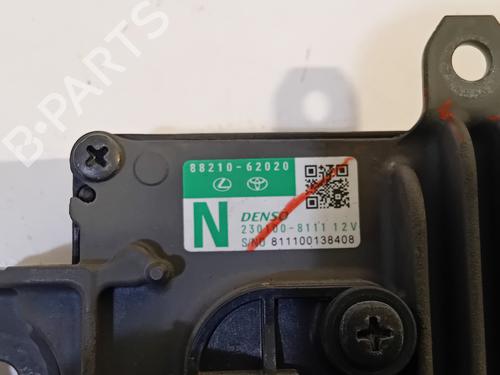 B-PARTS
88210-62020
N
DENSO
230100-8111 12V
S/NO 811100138408